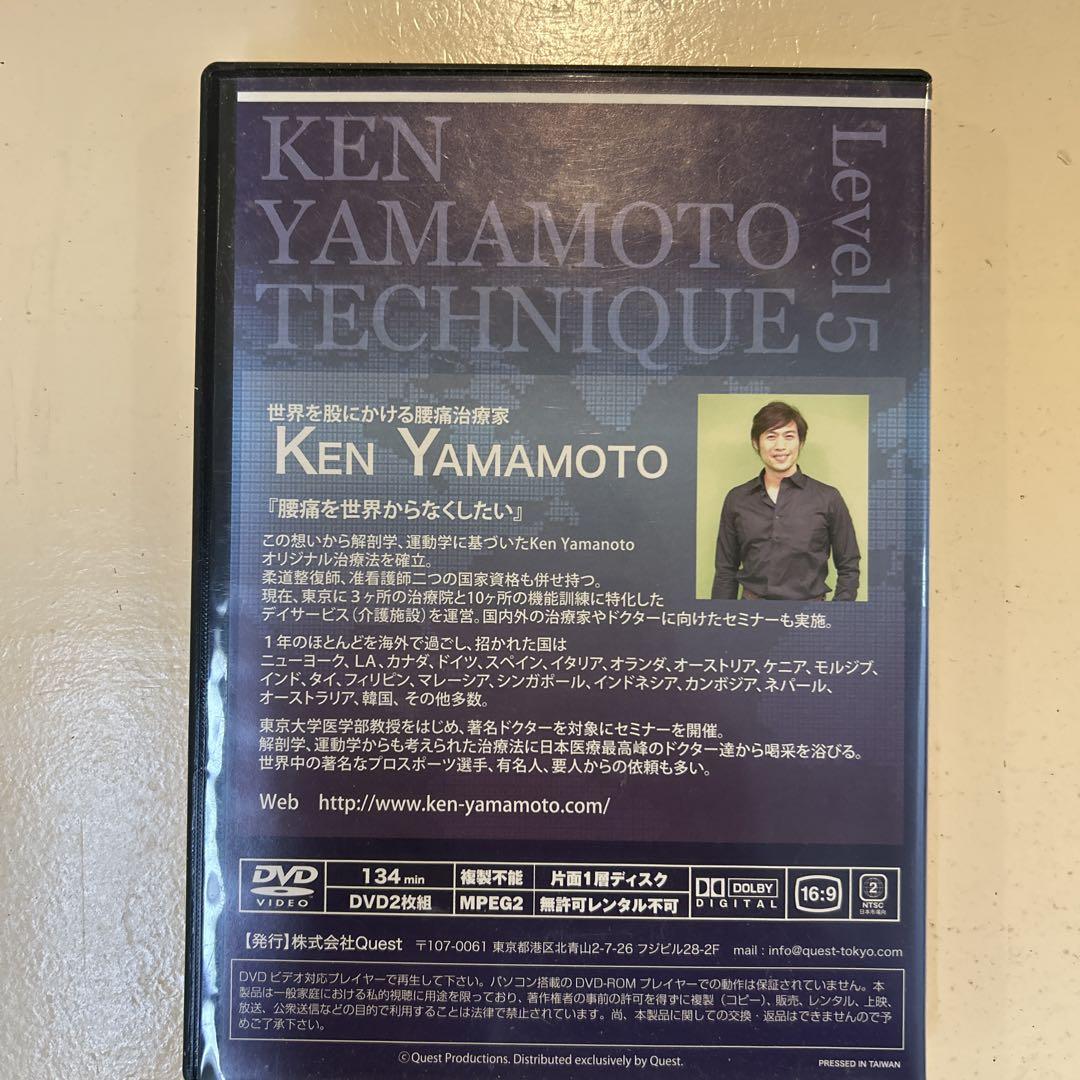 KEN
YAMAMOTO
TECHNIQUE
Level 5
世界を股にかける腰痛治療家
KEN YAMAMOTO
『腰痛を世界からなくしたい』
この想いから解剖学、運動学に基づいたKen Yamanoto
オリジナル治療法を確立。
柔道整復師、准看護師二つの国家資格も併せ持つ。
現在、東京に３ヶ所の治療院と10ヶ所の機能訓練に特化した
デイサービス（介護施設）を運営。国内外の治療家やドクターに向けたセミナーも実施。
１年のほとんどを海外で過ごし、招かれた国は
ニューヨーク、LA、カナダ、ドイツ、スペイン、イタリア、オランダ、オーストリア、ケニア、モルジブ、
インド、タイ、フィリピン、マレーシア、シンガポール、インドネシア、カンボジア、ネパール、
オーストラリア、韓国、その他多数。
東京大学医学部教授をはじめ、著名ドクターを対象にセミナーを開催。
解剖学、運動学からも考えられた治療法に日本医療最高峰のドクター達から喝采を浴びる。
世界中の著名なプロスポーツ選手、有名人、要人からの依頼も多い。
Web http://www.ken-yamamoto.com/
DVD VIDEO
134 min
複製不能
片面1層ディスク
DVD2枚組
MPEG2
無許可レンタル不可
DOLBY DIGITAL
16:9
2 NTSC 日本市場向
【発行】株式会社Quest 〒107-0061 東京都港区北青山2-7-26 フジビル28-2F mail : info@quest-tokyo.com
DVD ビデオ対応プレイヤーで再生して下さい。パソコン搭載の DVD-ROM プレイヤーでの動作は保証されていません。本
製品は一般家庭における私的視聴に用途を限っており、著作権者の事前の許可を得ずに複製（コピー）、販売、レンタル、上映、
放送、公衆送信などの目的で利用することは法律で禁止されています。尚、本製品に関しての交換・返品はできませんので予
めご了承下さい。
©Quest Productions. Distributed exclusively by Quest.
PRESSED IN TAIWAN